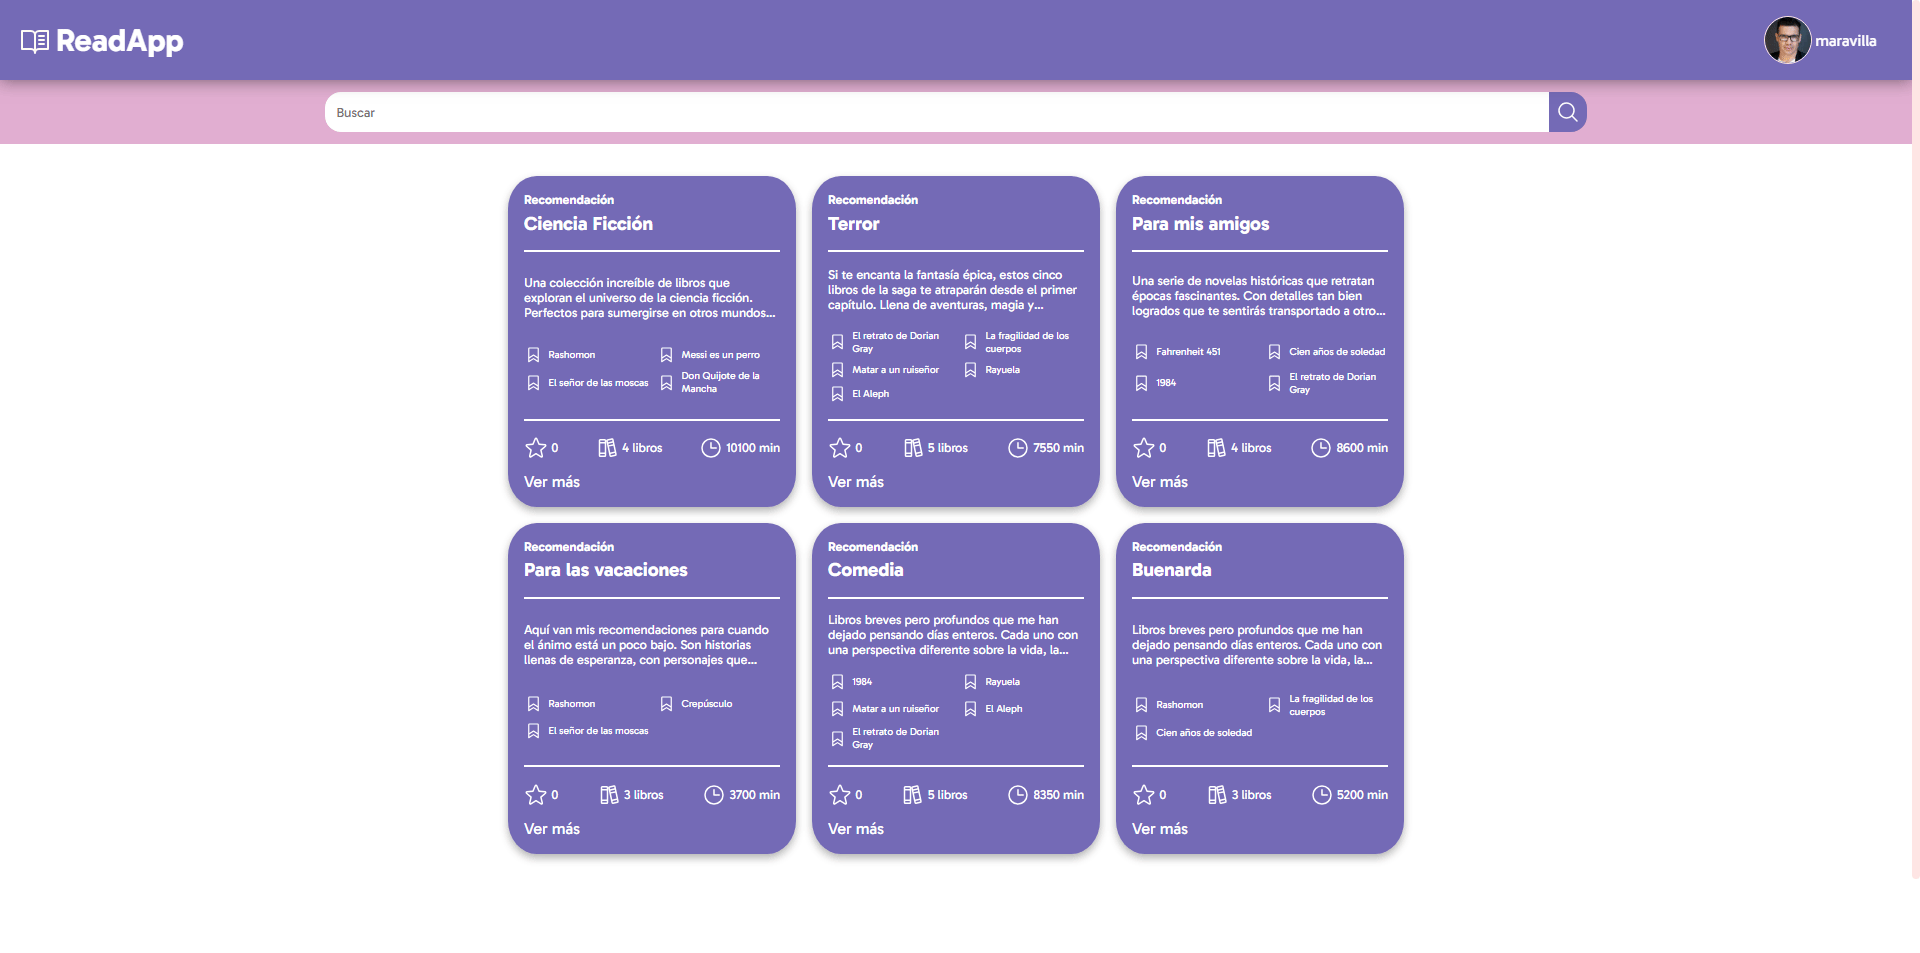 ReadApp
maravilla
Buscar
Recomendación
Ciencia Ficción
Una colección increíble de libros que
exploran el universo de la ciencia ficción.
Perfectos para sumergirse en otros mundos...
Rashomon
Messi es un perro
El señor de las moscas
Don Quijote de la
Mancha
0
4 libros
10100 min
Ver más
Recomendación
Terror
Si te encanta la fantasía épica, estos cinco
libros de la saga te atraparán desde el primer
capítulo. Llena de aventuras, magia y...
El retrato de Dorian
Gray
La fragilidad de los
cuerpos
Matar a un ruiseñor
Rayuela
El Aleph
0
5 libros
7550 min
Ver más
Recomendación
Para mis amigos
Una serie de novelas históricas que retratan
épocas fascinantes. Con detalles tan bien
logrados que te sentirás transportado a otro...
Fahrenheit 451
Cien años de soledad
1984
El retrato de Dorian
Gray
0
4 libros
8600 min
Ver más
Recomendación
Para las vacaciones
Aquí van mis recomendaciones para cuando
el ánimo está un poco bajo. Son historias
llenas de esperanza, con personajes que...
Rashomon
Crepúsculo
El señor de las moscas
0
3 libros
3700 min
Ver más
Recomendación
Comedia
Libros breves pero profundos que me han
dejado pensando días enteros. Cada uno con
una perspectiva diferente sobre la vida, la...
1984
Rayuela
Matar a un ruiseñor
El Aleph
El retrato de Dorian
Gray
0
5 libros
8350 min
Ver más
Recomendación
Buenarda
Libros breves pero profundos que me han
dejado pensando días enteros. Cada uno con
una perspectiva diferente sobre la vida, la...
Rashomon
La fragilidad de los
cuerpos
Cien años de soledad
0
3 libros
5200 min
Ver más